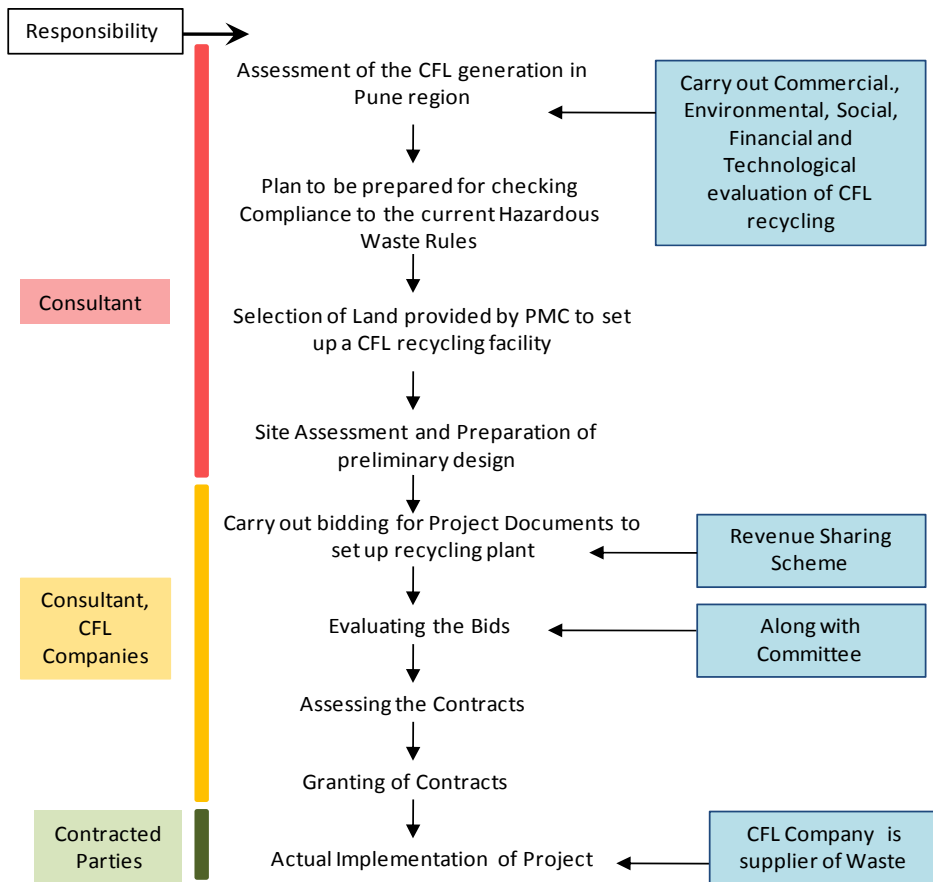 Responsibility
Assessment of the CFL generation in
Pune region
Carry out Commercial.,
Environmental, Social,
Financial and
Technological
evaluation of CFL
recycling
Plan to be prepared for checking
Compliance to the current Hazardous
Waste Rules
Consultant
Selection of Land provided by PMC to set
up a CFL recycling facility
Site Assessment and Preparation of
preliminary design
Carry out bidding for Project Documents to
set up recycling plant
Revenue Sharing
Scheme
Consultant,
CFL
Companies
Evaluating the Bids
Along with
Committee
Assessing the Contracts
Granting of Contracts
Contracted
Parties
Actual Implementation of Project
CFL Company is
supplier of Waste